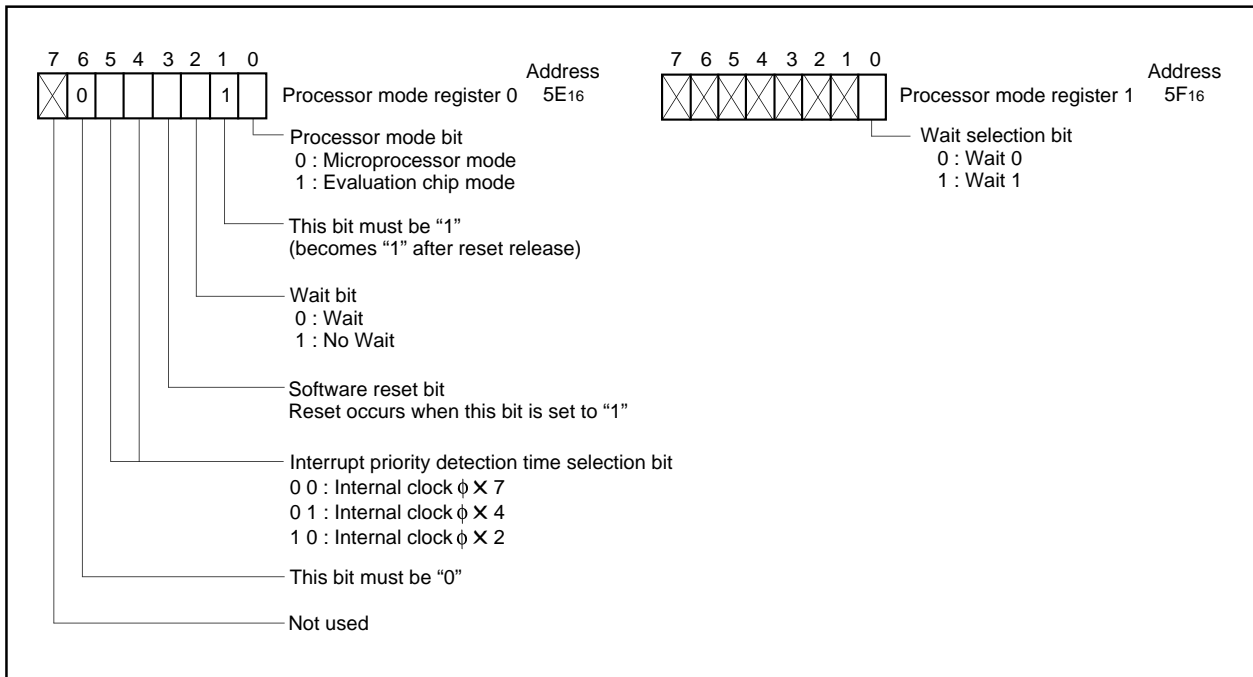 7 6 5 4 3 2 1 0
0 1
Processor mode register 0
Address
5E16
Processor mode bit
0 : Microprocessor mode
1 : Evaluation chip mode
This bit must be “1”
(becomes “1” after reset release)
Wait bit
0 : Wait
1 : No Wait
Software reset bit
Reset occurs when this bit is set to “1”
Interrupt priority detection time selection bit
0 0 : Internal clock ϕ × 7
0 1 : Internal clock ϕ × 4
1 0 : Internal clock ϕ × 2
This bit must be “0”
Not used
7 6 5 4 3 2 1 0
Processor mode register 1
Address
5F16
Wait selection bit
0 : Wait 0
1 : Wait 1